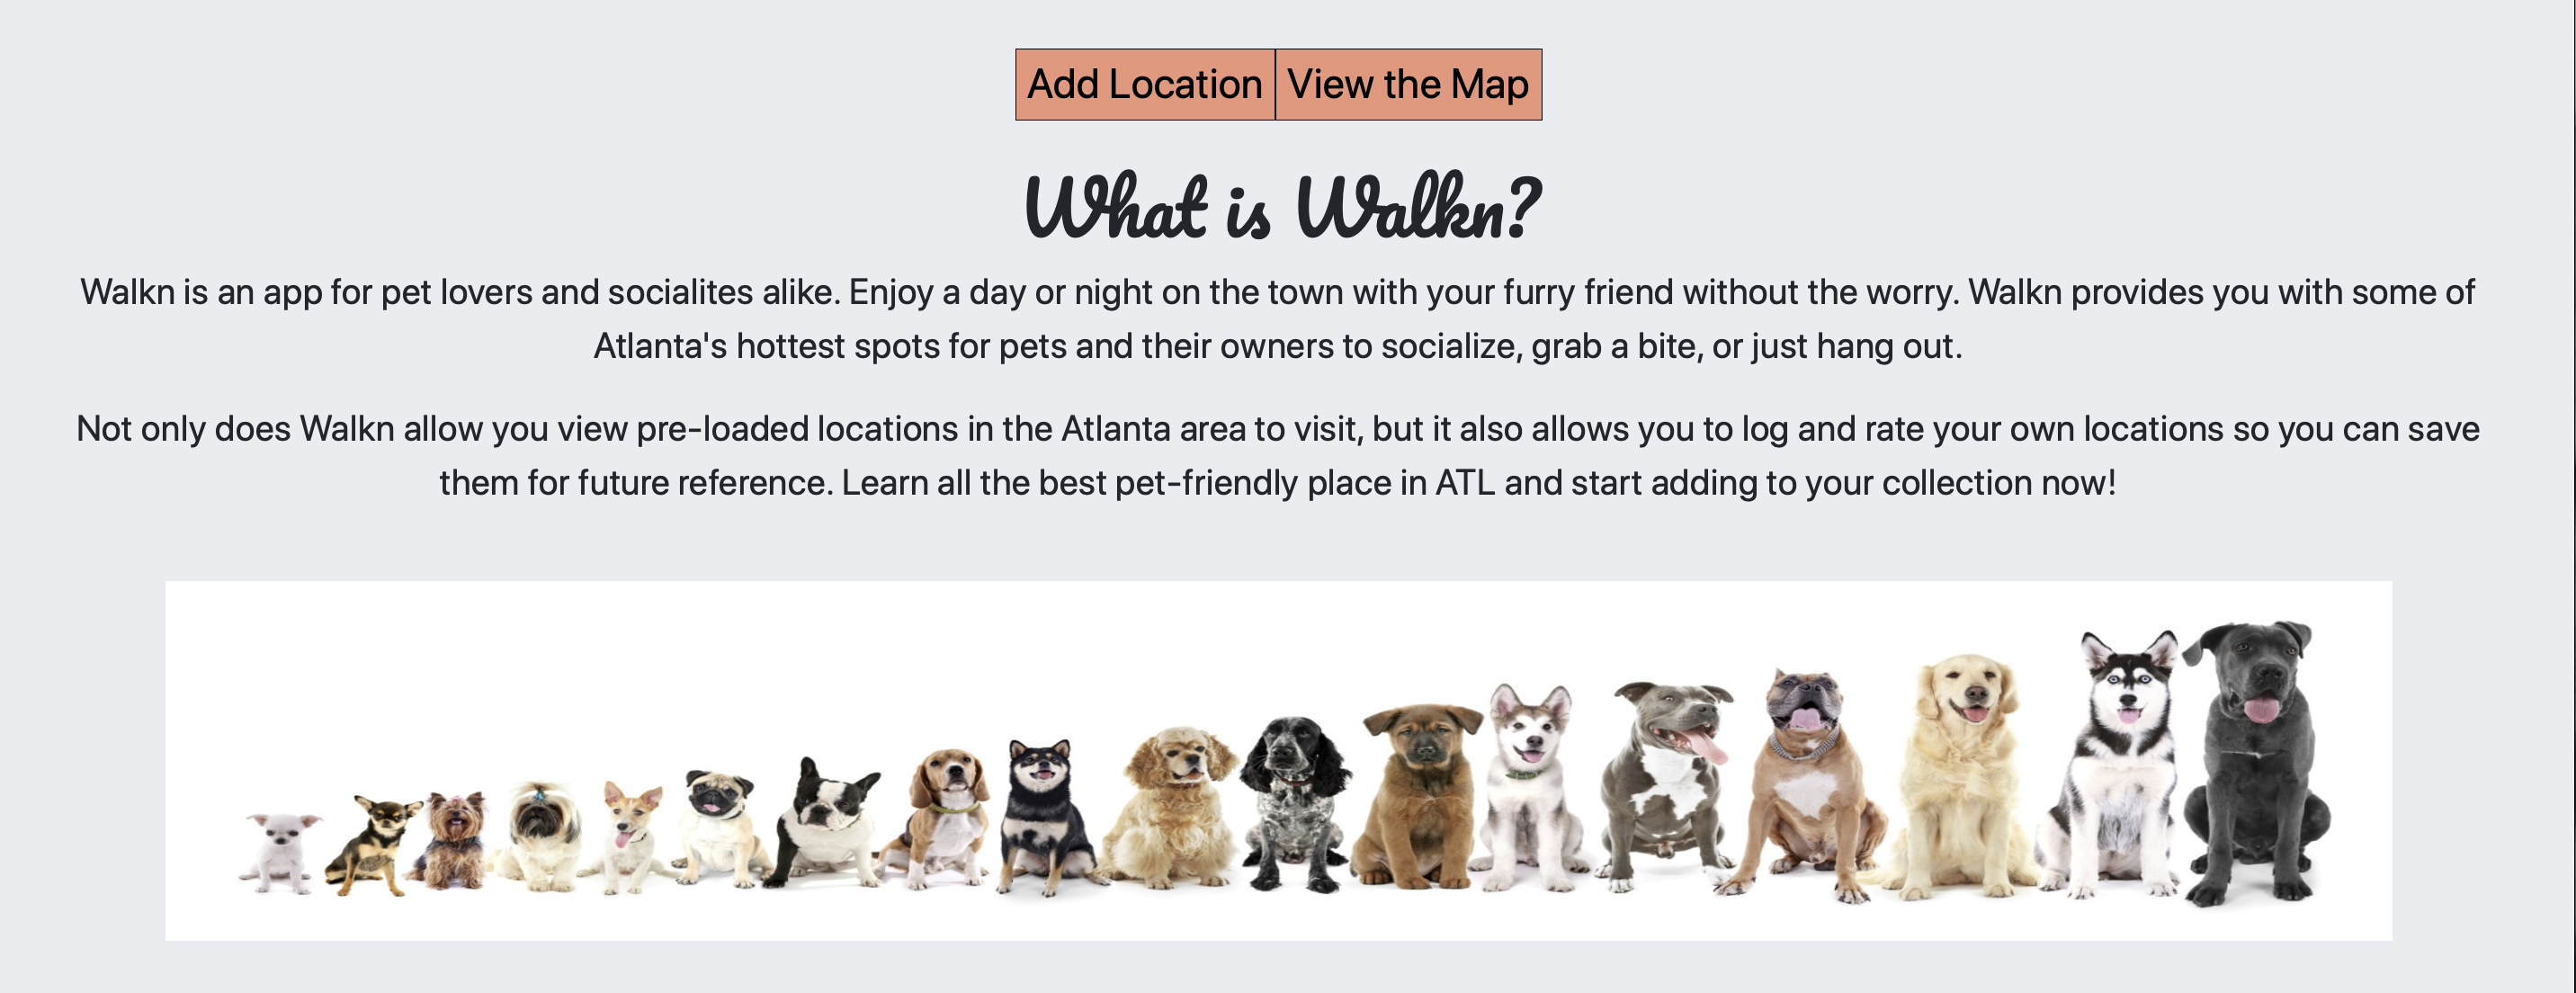 Add Location View the Map
What is Walkn?
Walkn is an app for pet lovers and socialites alike. Enjoy a day or night on the town with your furry friend without the worry. Walkn provides you with some of
Atlanta's hottest spots for pets and their owners to socialize, grab a bite, or just hang out.
Not only does Walkn allow you view pre-loaded locations in the Atlanta area to visit, but it also allows you to log and rate your own locations so you can save
them for future reference. Learn all the best pet-friendly place in ATL and start adding to your collection now!